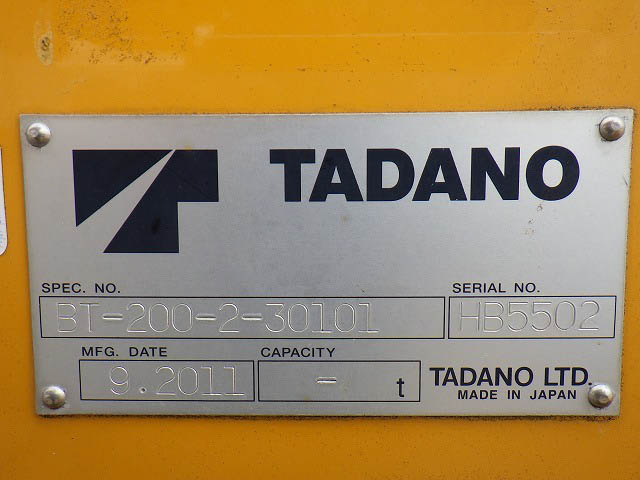 TADANO
SPEC. NO.
BT-200-2-30101
SERIAL NO.
HB5502
MFG. DATE
9.2011
CAPACITY
- t
TADANO LTD.
MADE IN JAPAN